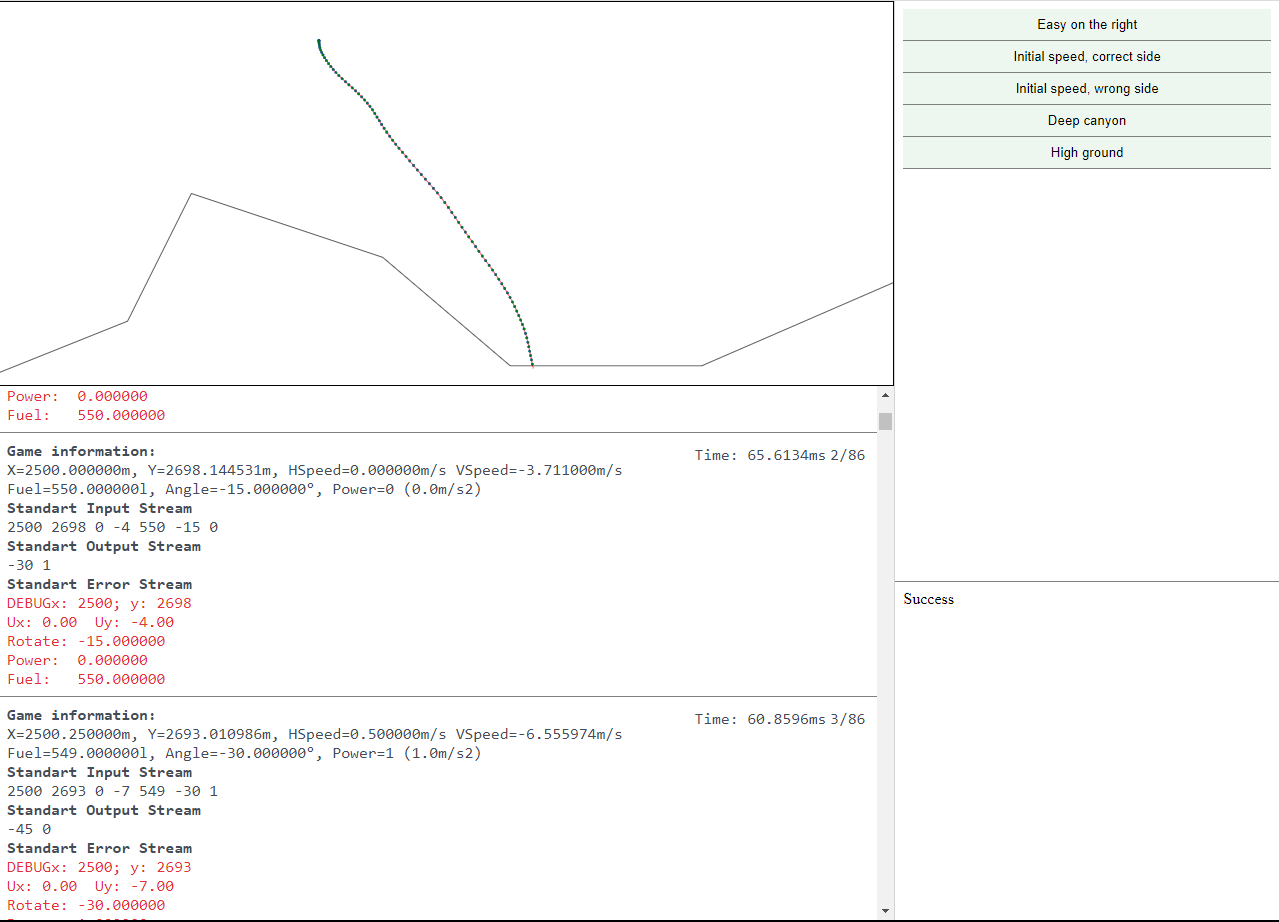 Easy on the right
Initial speed, correct side
Initial speed, wrong side
Deep canyon
High ground
Power: 0.000000
Fuel: 550.000000
Game information:
Time: 65.6134ms 2/86
X=2500.000000m, Y=2698.144531m, HSpeed=0.000000m/s VSpeed=-3.711000m/s
Fuel=550.000000l, Angle=-15.000000°, Power=0 (0.0m/s2)
Standart Input Stream
2500 2698 0 -4 550 -15 0
Standart Output Stream
-30 1
Standart Error Stream
DEBUGx: 2500; y: 2698
Ux: 0.00 Uy: -4.00
Rotate: -15.000000
Power: 0.000000
Fuel: 550.000000
Game information:
Time: 60.8596ms 3/86
X=2500.250000m, Y=2693.010986m, HSpeed=0.500000m/s VSpeed=-6.555974m/s
Fuel=549.000000l, Angle=-30.000000°, Power=1 (1.0m/s2)
Standart Input Stream
2500 2693 0 -7 549 -30 1
Standart Output Stream
-45 0
Standart Error Stream
DEBUGx: 2500; y: 2693
Ux: 0.00 Uy: -7.00
Rotate: -30.000000
Success